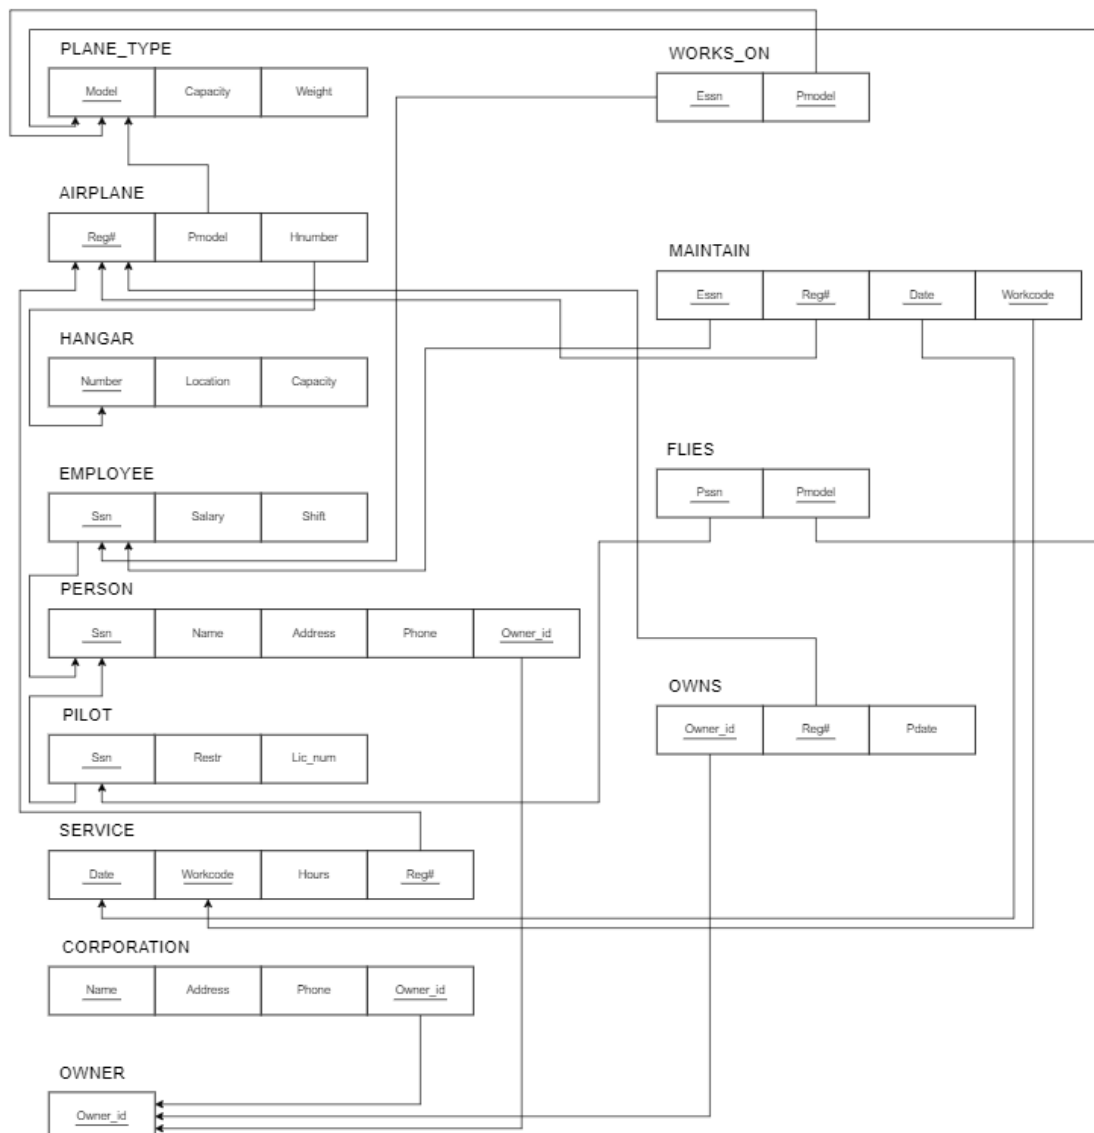 PLANE_TYPE
Model Capacity Weight
WORKS_ON
Essn Pmodel
AIRPLANE
Reg# Pmodel Hnumber
MAINTAIN
Essn Reg# Date Workcode
HANGAR
Number Location Capacity
EMPLOYEE
Ssn Salary Shift
FLIES
Pssn Pmodel
PERSON
Ssn Name Address Phone Owner_id
OWNS
Owner_id Reg# Pdate
PILOT
Ssn Restr Lic_num
SERVICE
Date Workcode Hours Reg#
CORPORATION
Name Address Phone Owner_id
OWNER
Owner_id